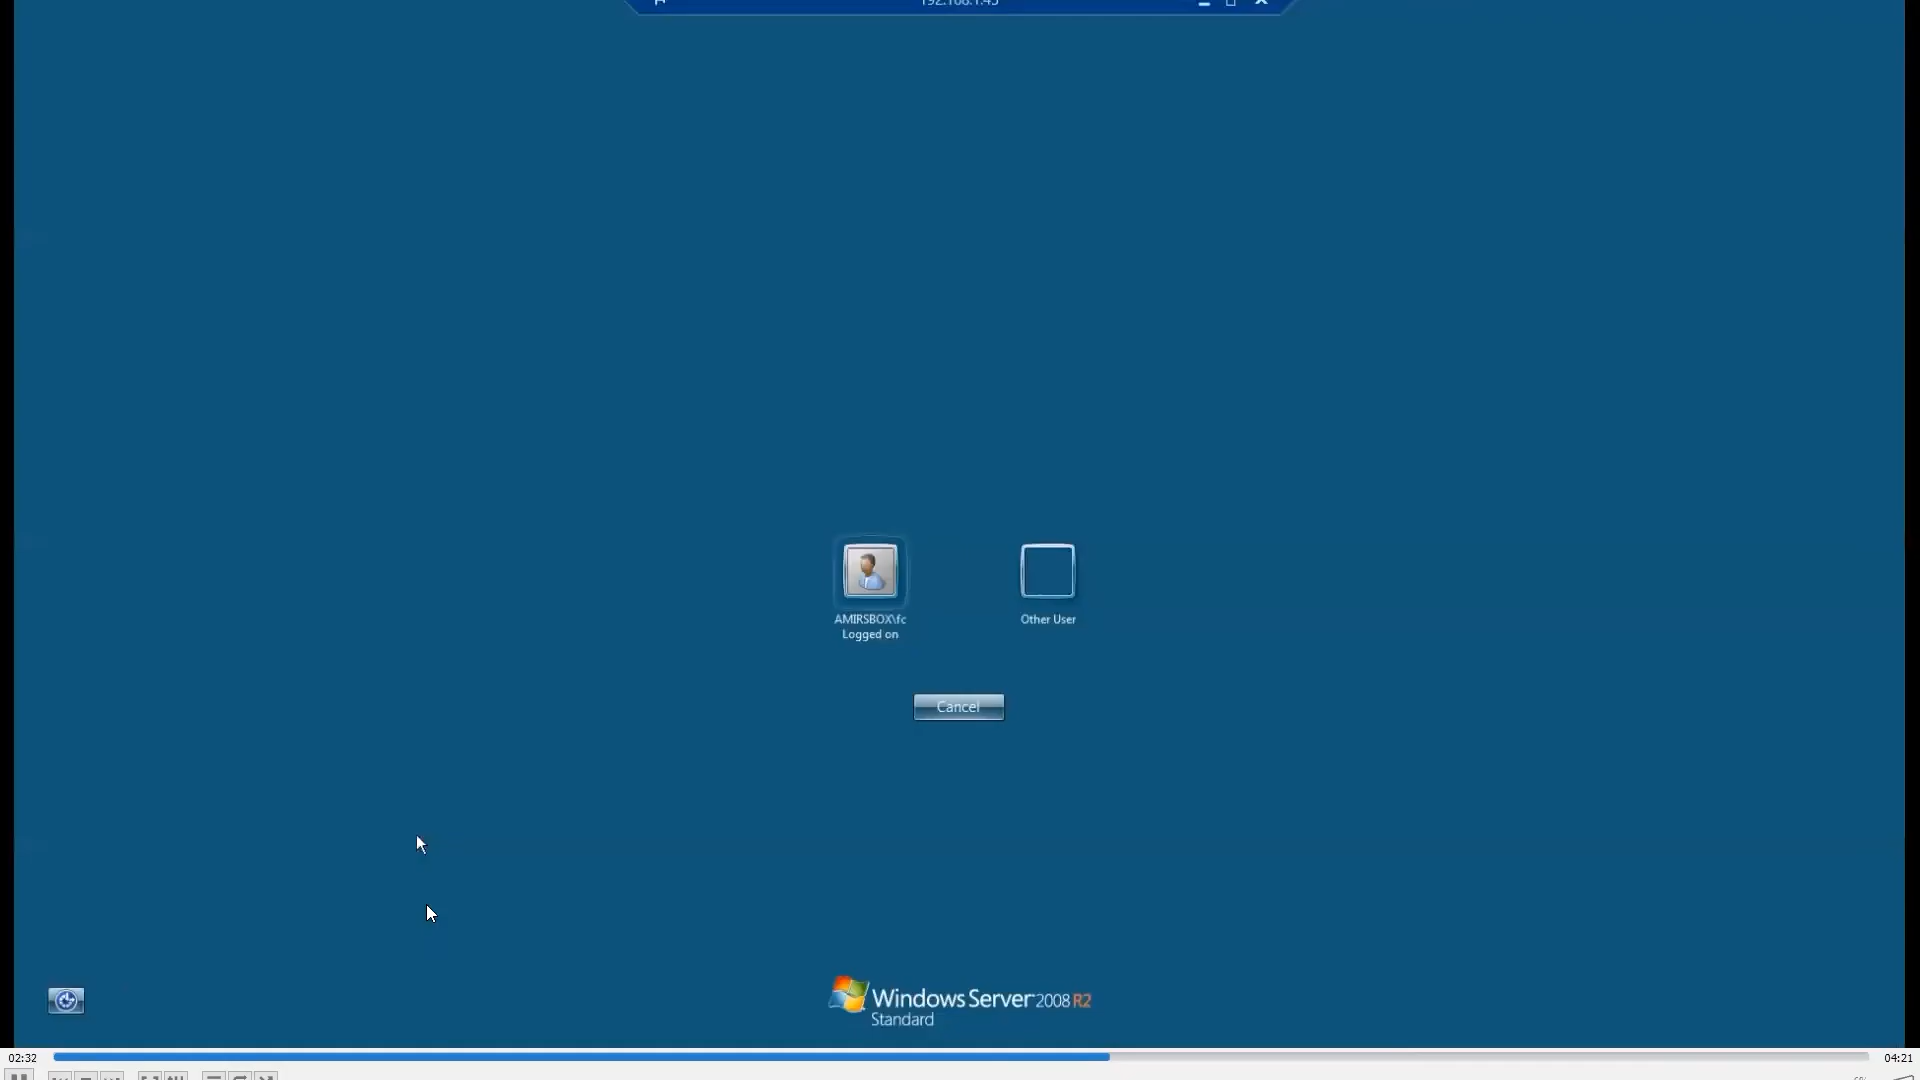 192.168.1.45
AMIRSBOX\fc
Logged on
Other User
Cancel
Windows Server 2008 R2
Standard
02:32
04:21